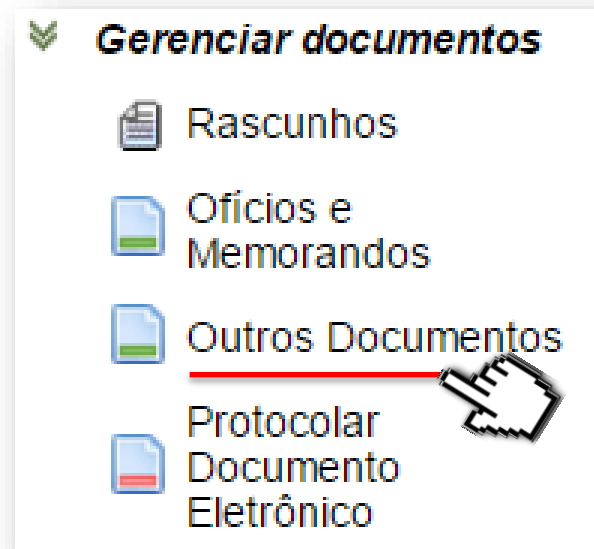 Gerenciar documentos
Rascunhos
Ofícios e
Memorandos
Outros Documentos
Protocolar
Documento
Eletrônico